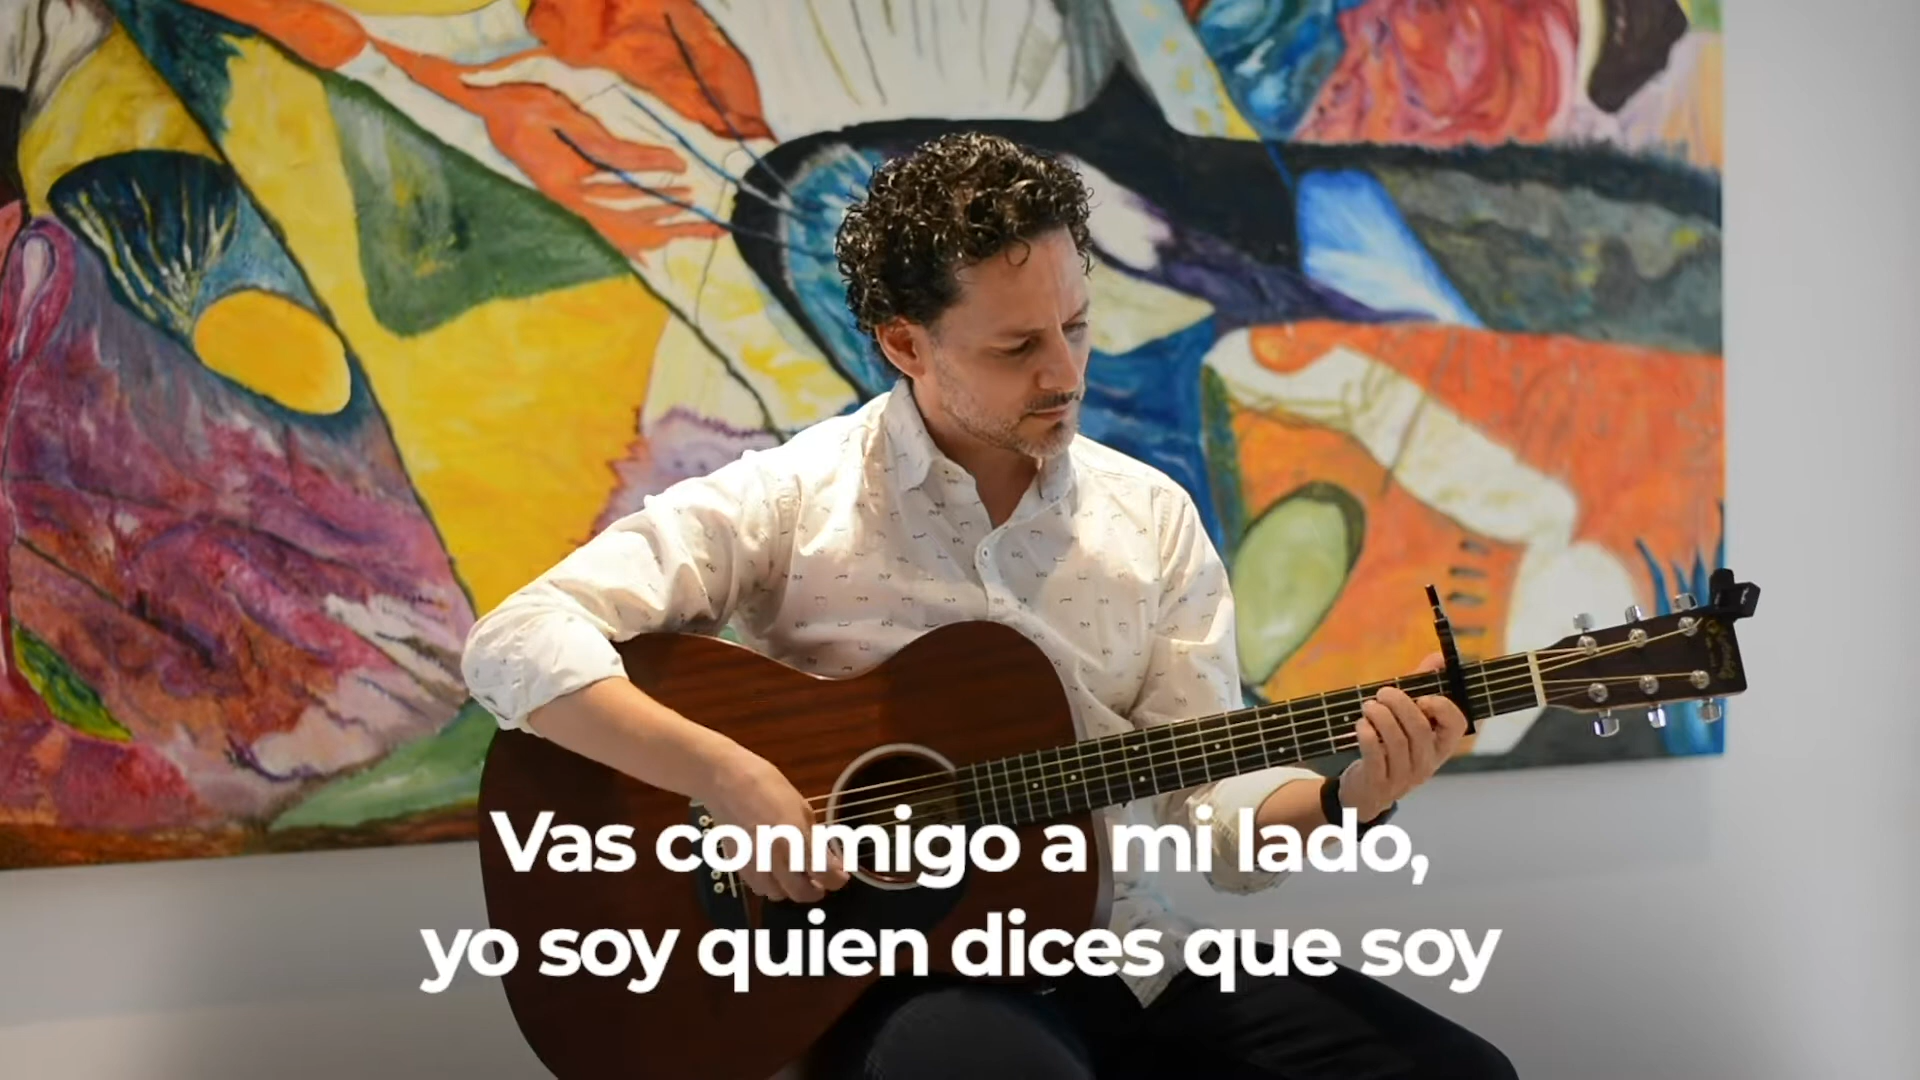 Vas conmigo a mi lado,
yo soy quien dices que soy